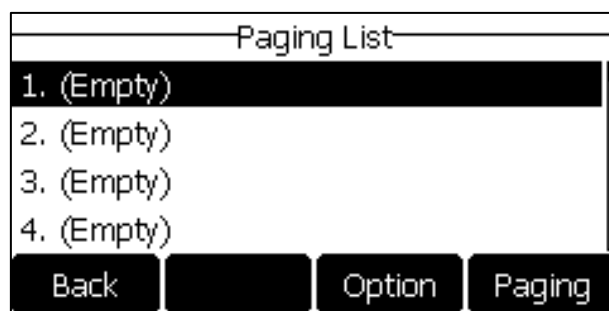 Paging List
1. (Empty)
2. (Empty)
3. (Empty)
4. (Empty)
Back Option Paging